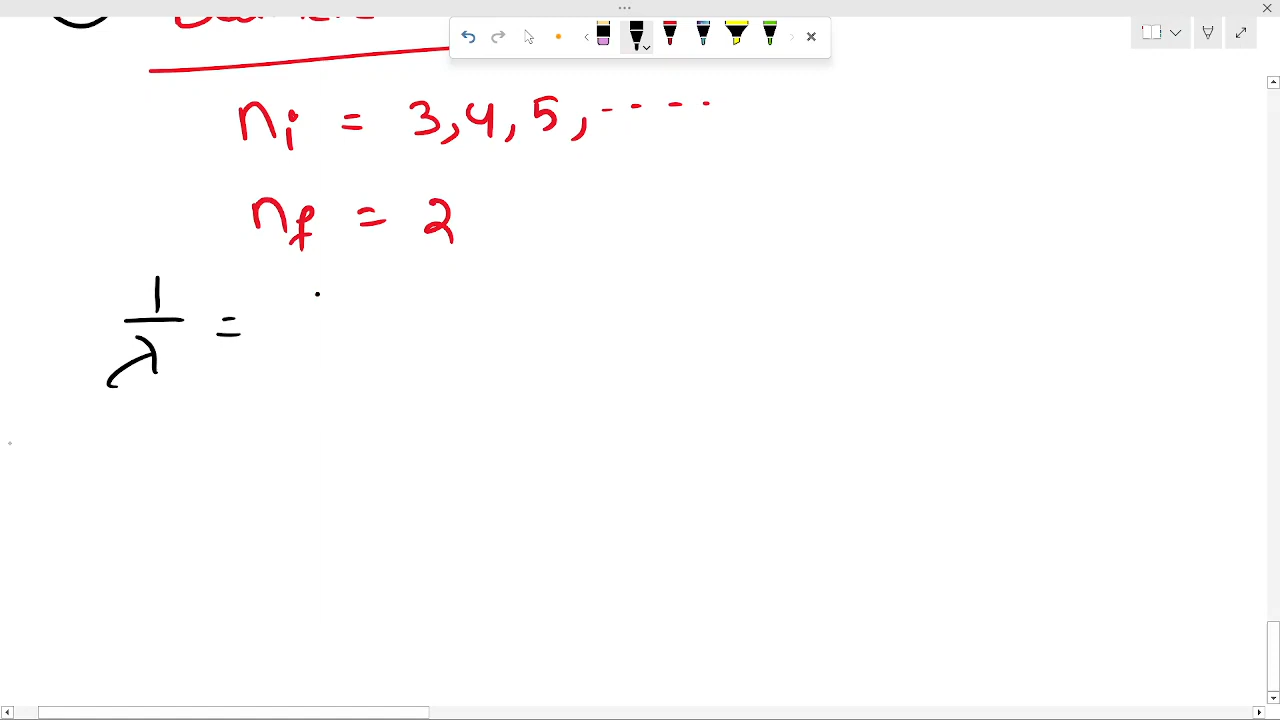 nᵢ = 3, 4, 5, ----
n_f = 2
1/λ =